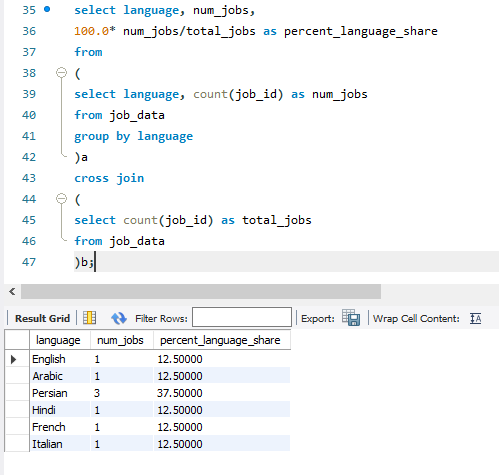 35 select language, num_jobs,
36 100.0* num_jobs/total_jobs as percent_language_share
37 from
38 (
39 select language, count(job_id) as num_jobs
40 from job_data
41 group by language
42 )a
43 cross join
44 (
45 select count(job_id) as total_jobs
46 from job_data
47 )b;
Result Grid Filter Rows: Export: Wrap Cell Content:
language num_jobs percent_language_share
English 1 12.50000
Arabic 1 12.50000
Persian 3 37.50000
Hindi 1 12.50000
French 1 12.50000
Italian 1 12.50000